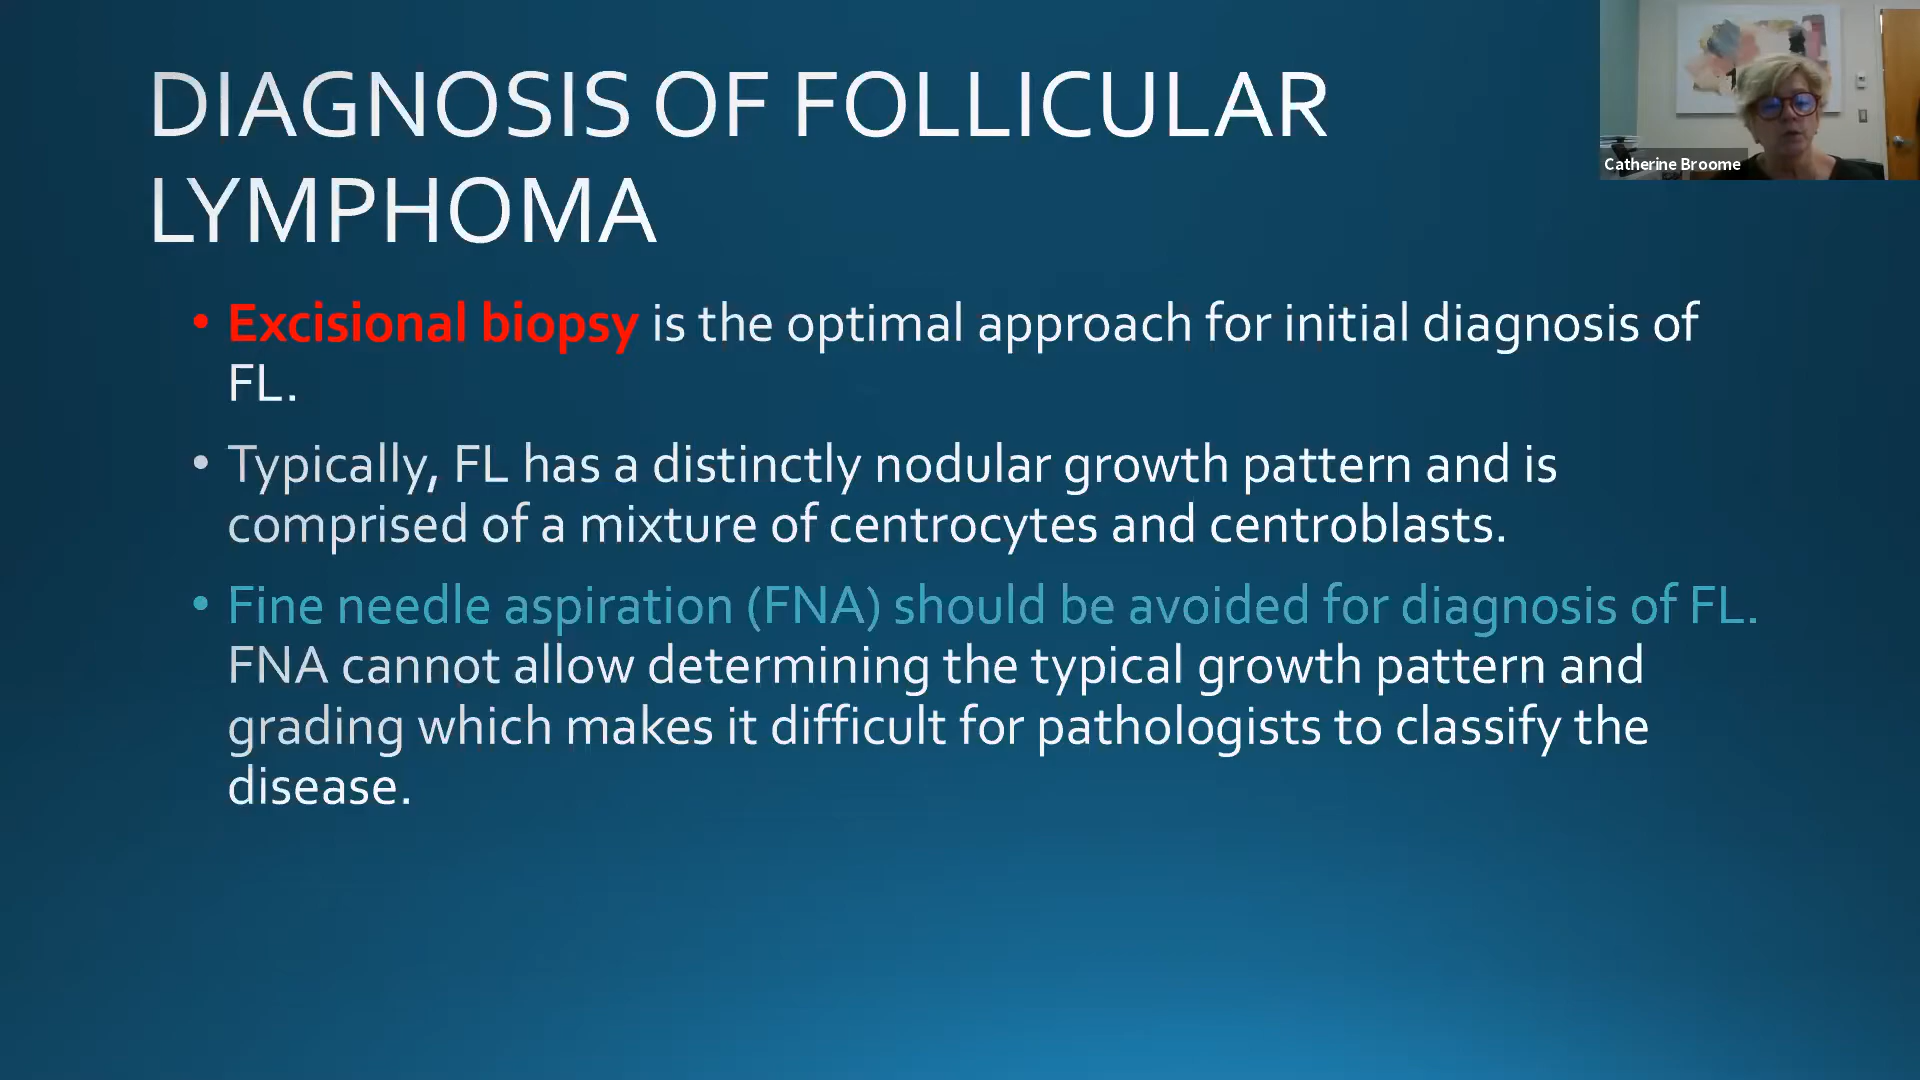 DIAGNOSIS OF FOLLICULAR
LYMPHOMA
Catherine Broome
• Excisional biopsy is the optimal approach for initial diagnosis of
FL.
• Typically, FL has a distinctly nodular growth pattern and is
comprised of a mixture of centrocytes and centroblasts.
• Fine needle aspiration (FNA) should be avoided for diagnosis of FL.
FNA cannot allow determining the typical growth pattern and
grading which makes it difficult for pathologists to classify the
disease.